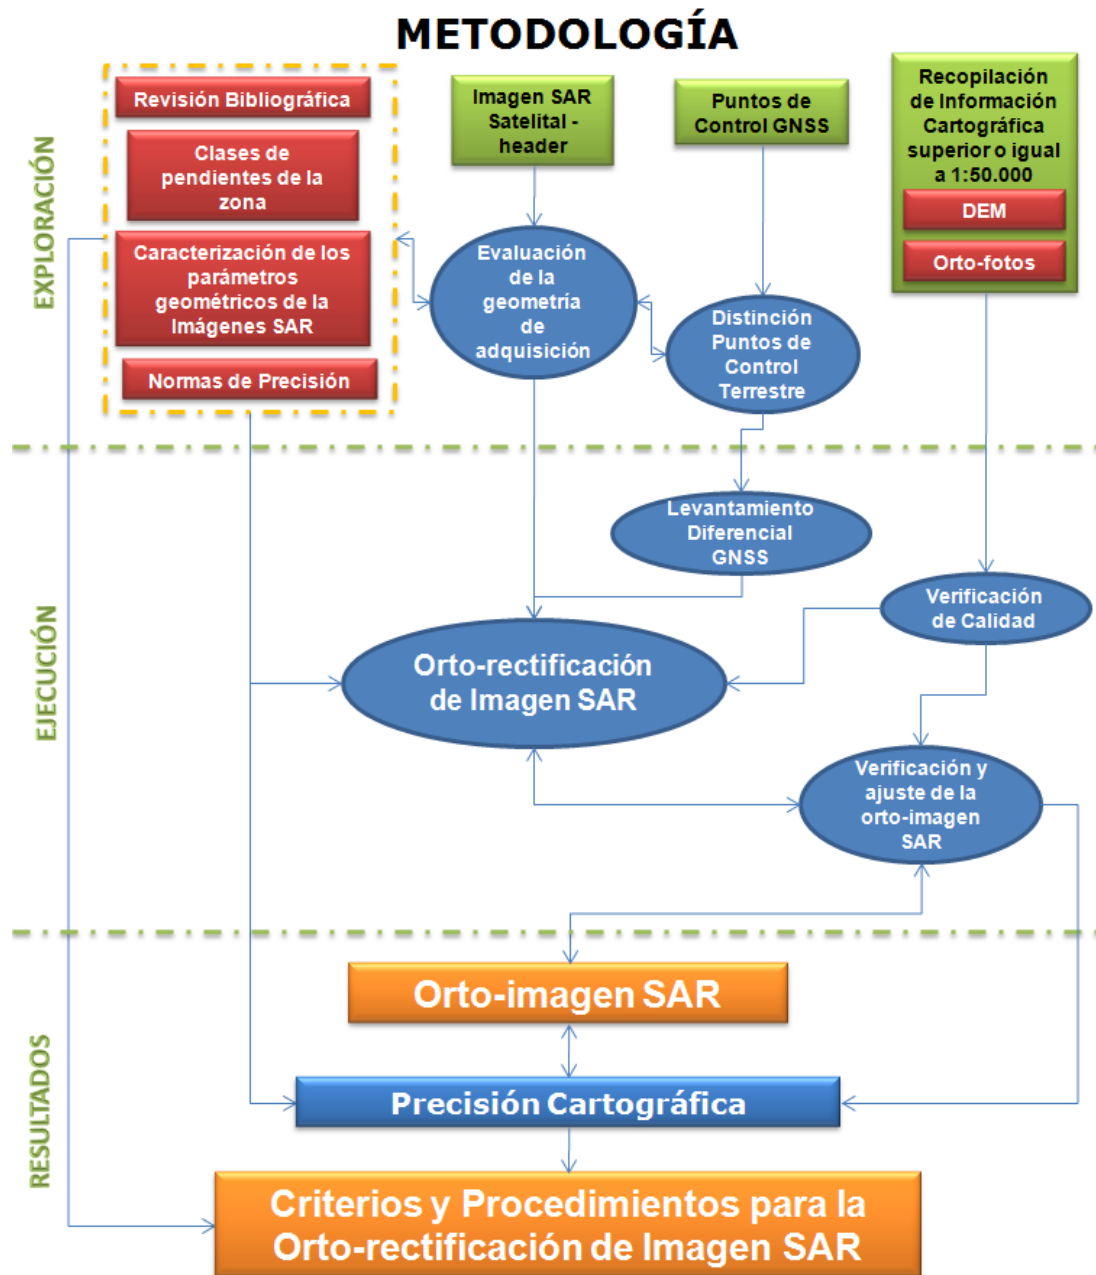 METODOLOGÍA
EXPLORACIÓN
Revisión Bibliográfica
Clases de
pendientes de la
zona
Caracterización de los
parámetros
geométricos de la
Imágenes SAR
Normas de Precisión
Imagen SAR
Satelital -
header
Puntos de
Control GNSS
Recopilación
de Información
Cartográfica
superior o igual
a 1:50.000
DEM
Orto-fotos
Evaluación
de la
geometría
de
adquisición
Distinción
Puntos de
Control
Terrestre
EJECUCIÓN
Levantamiento
Diferencial
GNSS
Verificación
de Calidad
Orto-rectificación
de Imagen SAR
Verificación y
ajuste de la
orto-imagen
SAR
RESULTADOS
Orto-imagen SAR
Precisión Cartográfica
Criterios y Procedimientos para la
Orto-rectificación de Imagen SAR